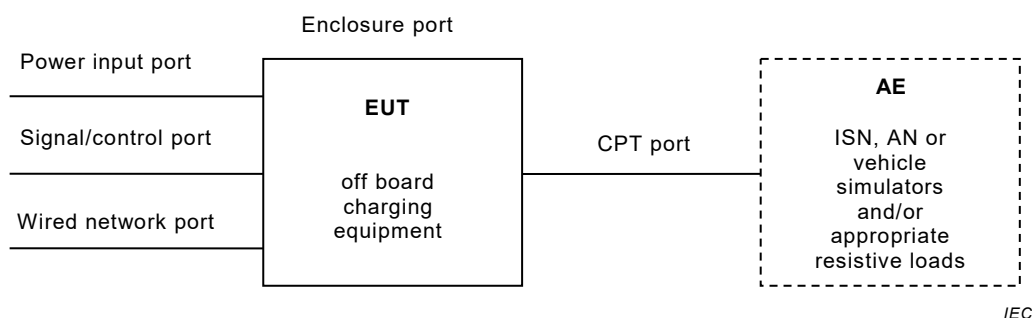 Enclosure port
Power input port
Signal/control port
Wired network port
EUT
off board
charging
equipment
CPT port
AE
ISN, AN or
vehicle
simulators
and/or
appropriate
resistive loads
IEC